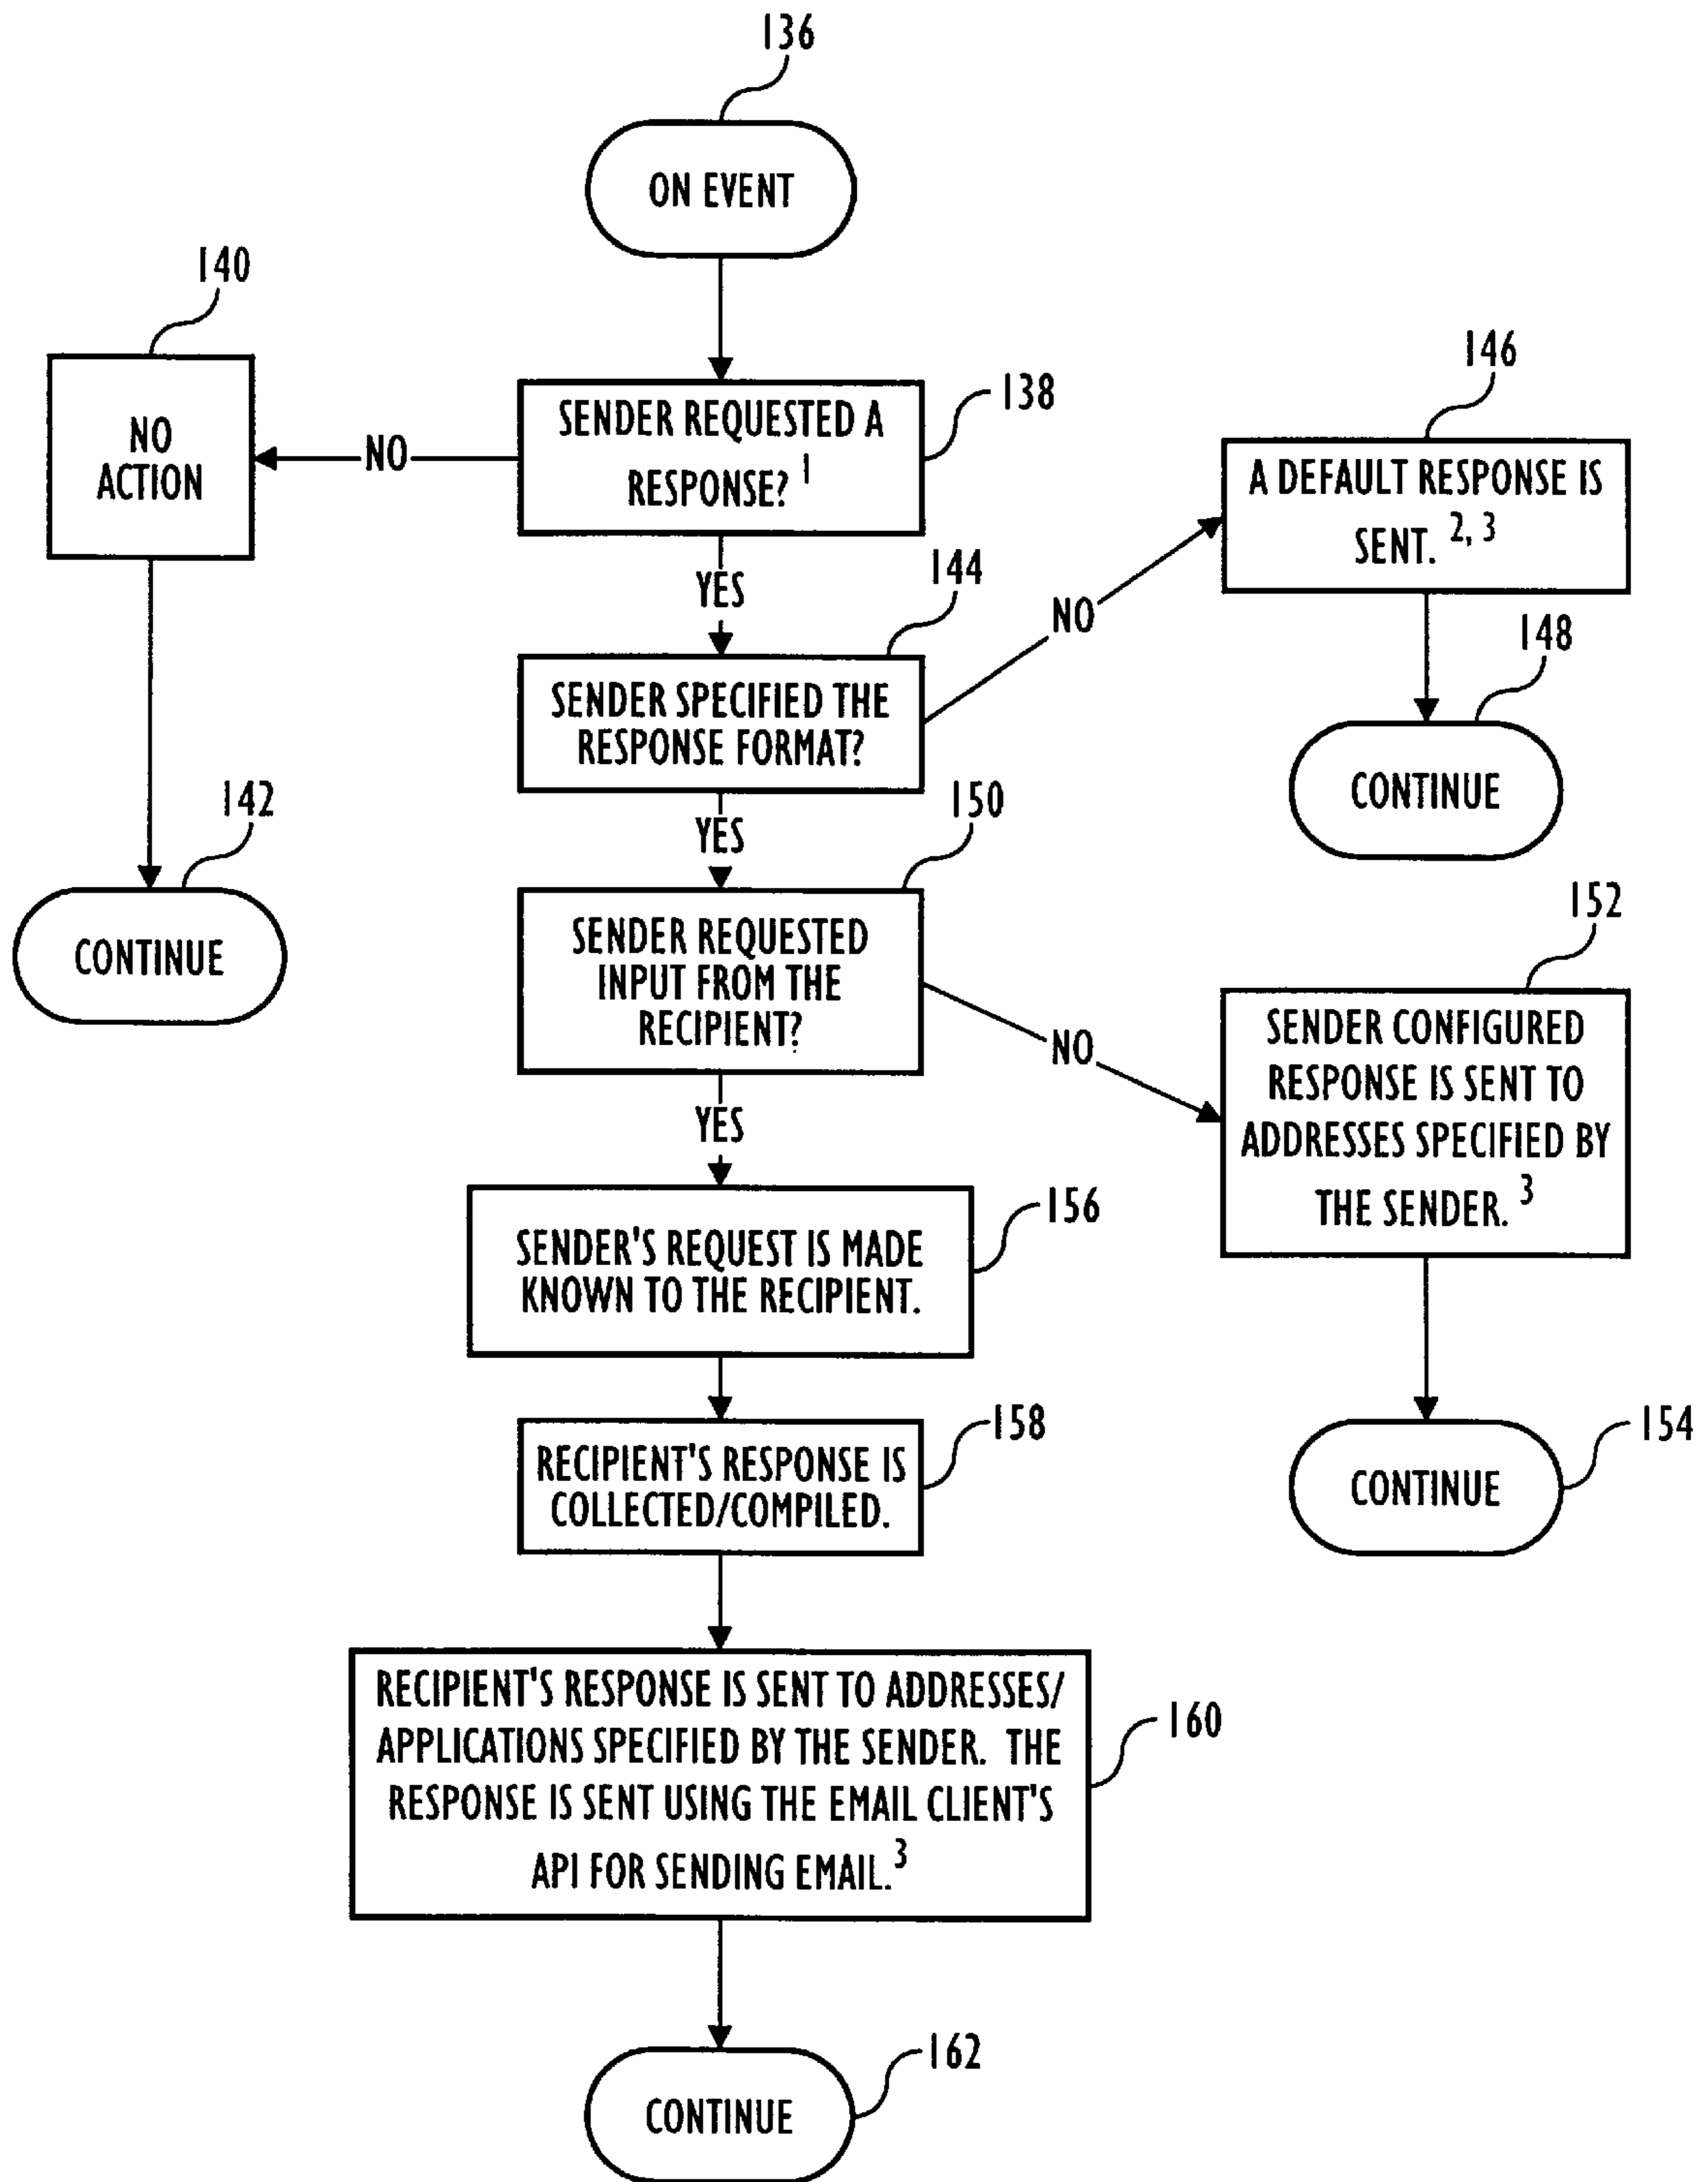 136
ON EVENT
140
NO
ACTION
NO
SENDER REQUESTED A
RESPONSE? 1
138
146
A DEFAULT RESPONSE IS
SENT. 2, 3
YES
144
NO
SENDER SPECIFIED THE
RESPONSE FORMAT?
148
CONTINUE
142
CONTINUE
YES
150
SENDER REQUESTED
INPUT FROM THE
RECIPIENT?
NO
152
SENDER CONFIGURED
RESPONSE IS SENT TO
ADDRESSES SPECIFIED BY
THE SENDER. 3
YES
156
SENDER'S REQUEST IS MADE
KNOWN TO THE RECIPIENT.
158
RECIPIENT'S RESPONSE IS
COLLECTED/COMPILED.
154
CONTINUE
RECIPIENT'S RESPONSE IS SENT TO ADDRESSES/
APPLICATIONS SPECIFIED BY THE SENDER. THE
RESPONSE IS SENT USING THE EMAIL CLIENT'S
API FOR SENDING EMAIL. 3
160
162
CONTINUE